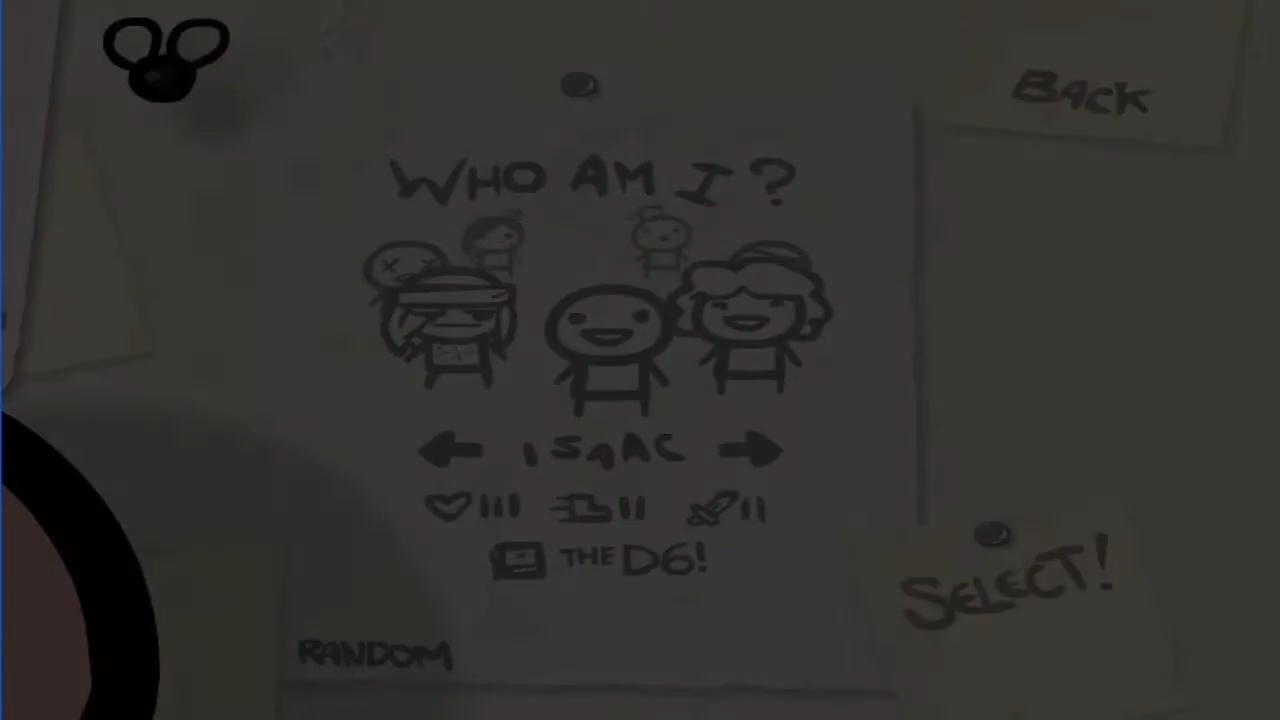 BACK
WHO AM I?
ISAAC
THE D6!
SELECT!
RANDOM